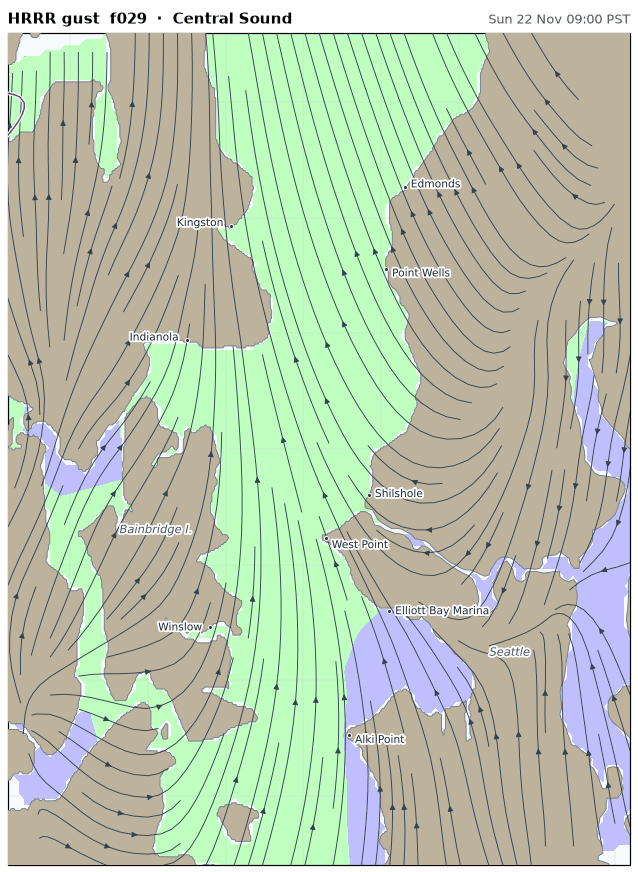 HRRR gust f029 · Central Sound
Sun 22 Nov 09:00 PST
Edmonds
Kingston
Point Wells
Indianola
Shilshole
Bainbridge I.
West Point
Elliott Bay Marina
Winslow
Seattle
Alki Point